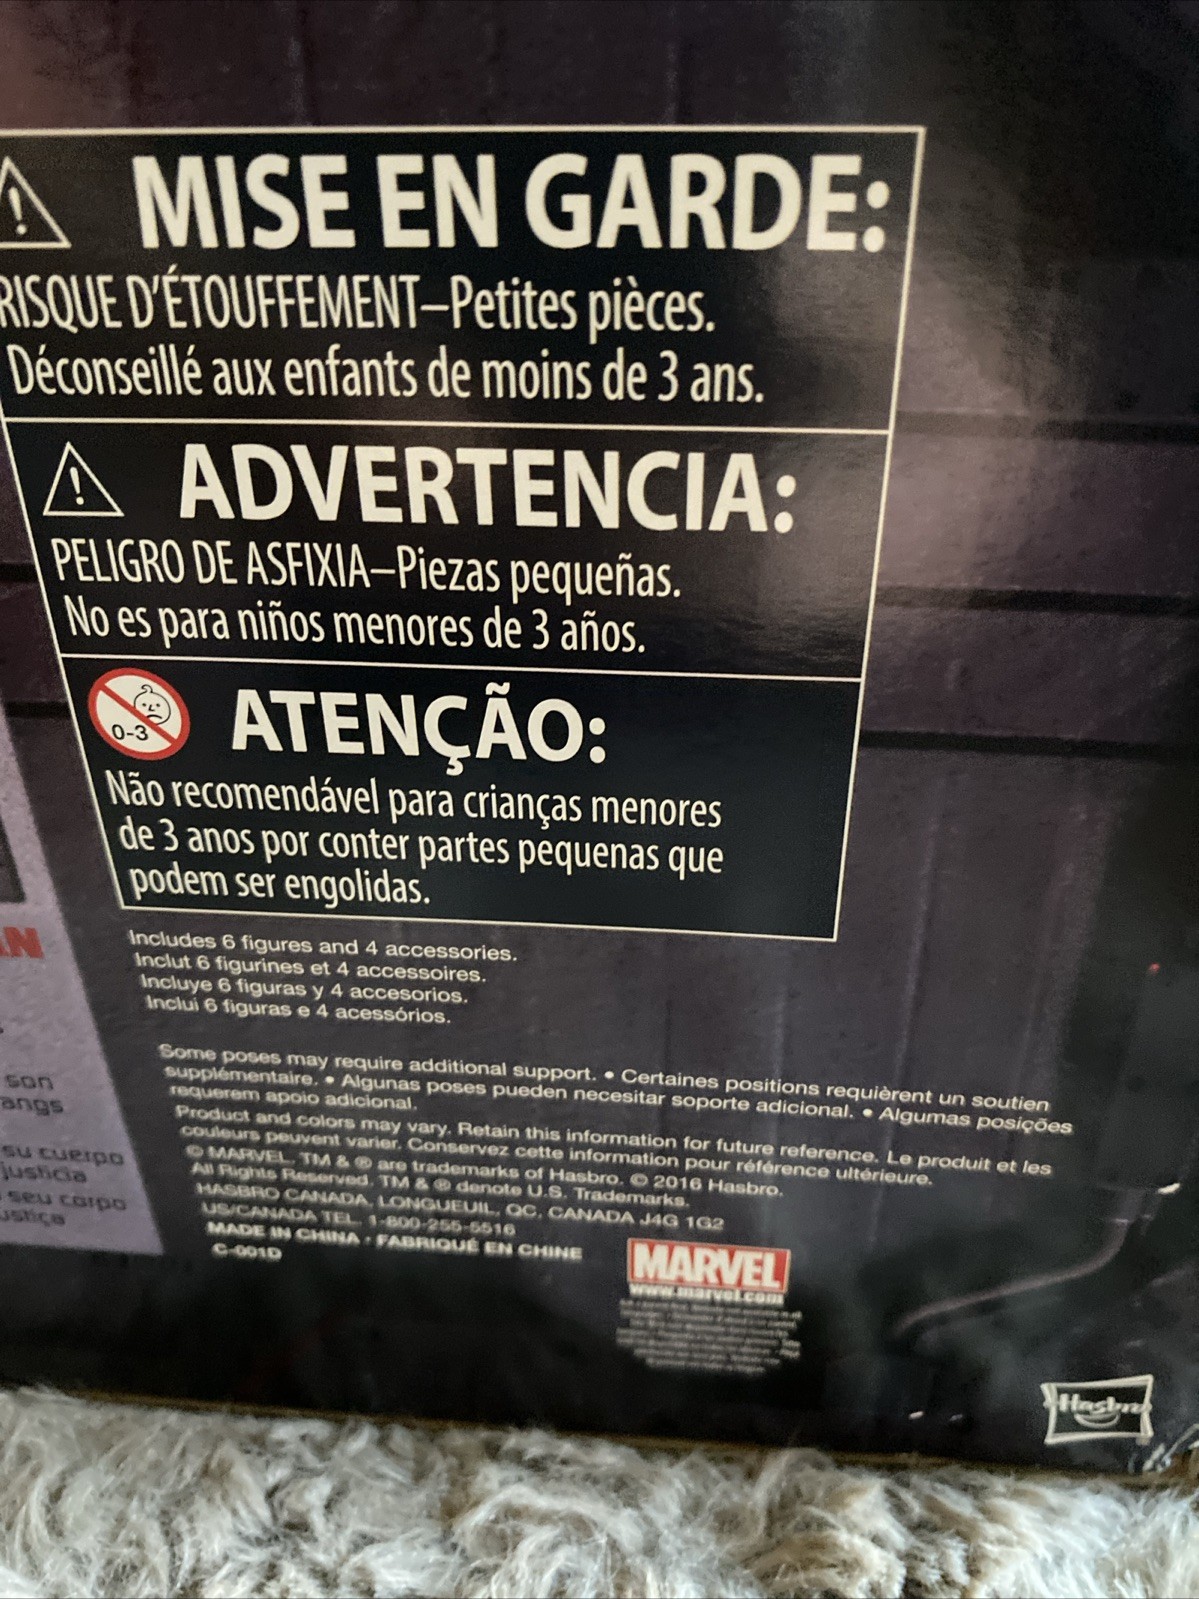 MISE EN GARDE:
RISQUE D'ÉTOUFFEMENT–Petites pièces.
Déconseillé aux enfants de moins de 3 ans.
ADVERTENCIA:
PELIGRO DE ASFIXIA–Piezas pequeñas.
No es para niños menores de 3 años.
0-3
ATENÇÃO:
Não recomendável para crianças menores
de 3 anos por conter partes pequenas que
podem ser engolidas.
Includes 6 figures and 4 accessories.
Inclut 6 figurines et 4 accessoires.
Incluye 6 figuras y 4 accesorios.
Inclui 6 figuras e 4 acessórios.
son
su cuerpo
justicia
seu corpo
Some poses may require additional support. • Certaines positions requièrent un soutien
supplémentaire. • Algunas poses pueden necesitar soporte adicional. • Algumas posições
requerem apoio adicional.
Product and colors may vary. Retain this information for future reference. Le produit et les
couleurs peuvent varier. Conservez cette information pour référence ultérieure.
© MARVEL. TM & ® are trademarks of Hasbro. © 2016 Hasbro.
All Rights Reserved. TM & ® denote U.S. Trademarks.
HASBRO CANADA, LONGUEUIL, QC, CANADA J4G 1G2
US/CANADA TEL. 1-800-255-5516
MADE IN CHINA • FABRIQUÉ EN CHINE
C-001D
MARVEL
www.marvel.com
Hasbro